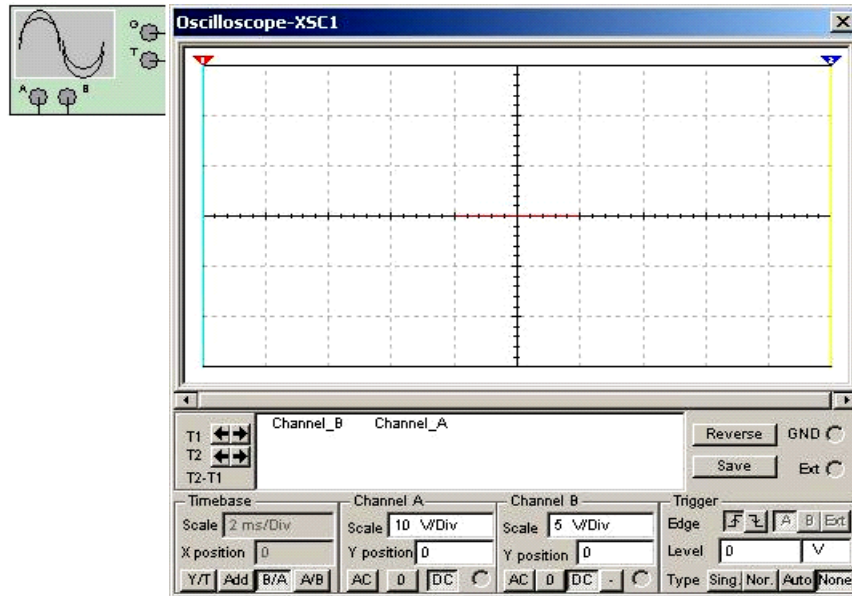 Oscilloscope-XSC1
G
T
A B
1 2
Channel_B Channel_A
T1
T2
T2-T1
Reverse GND
Save Ext
Timebase Channel A Channel B Trigger
Scale 2 ms/Div Scale 10 V/Div Scale 5 V/Div Edge A B Ext
X position 0 Y position 0 Y position 0 Level 0 V
Y/T Add B/A A/B AC 0 DC AC 0 DC - Type Sing. Nor. Auto None